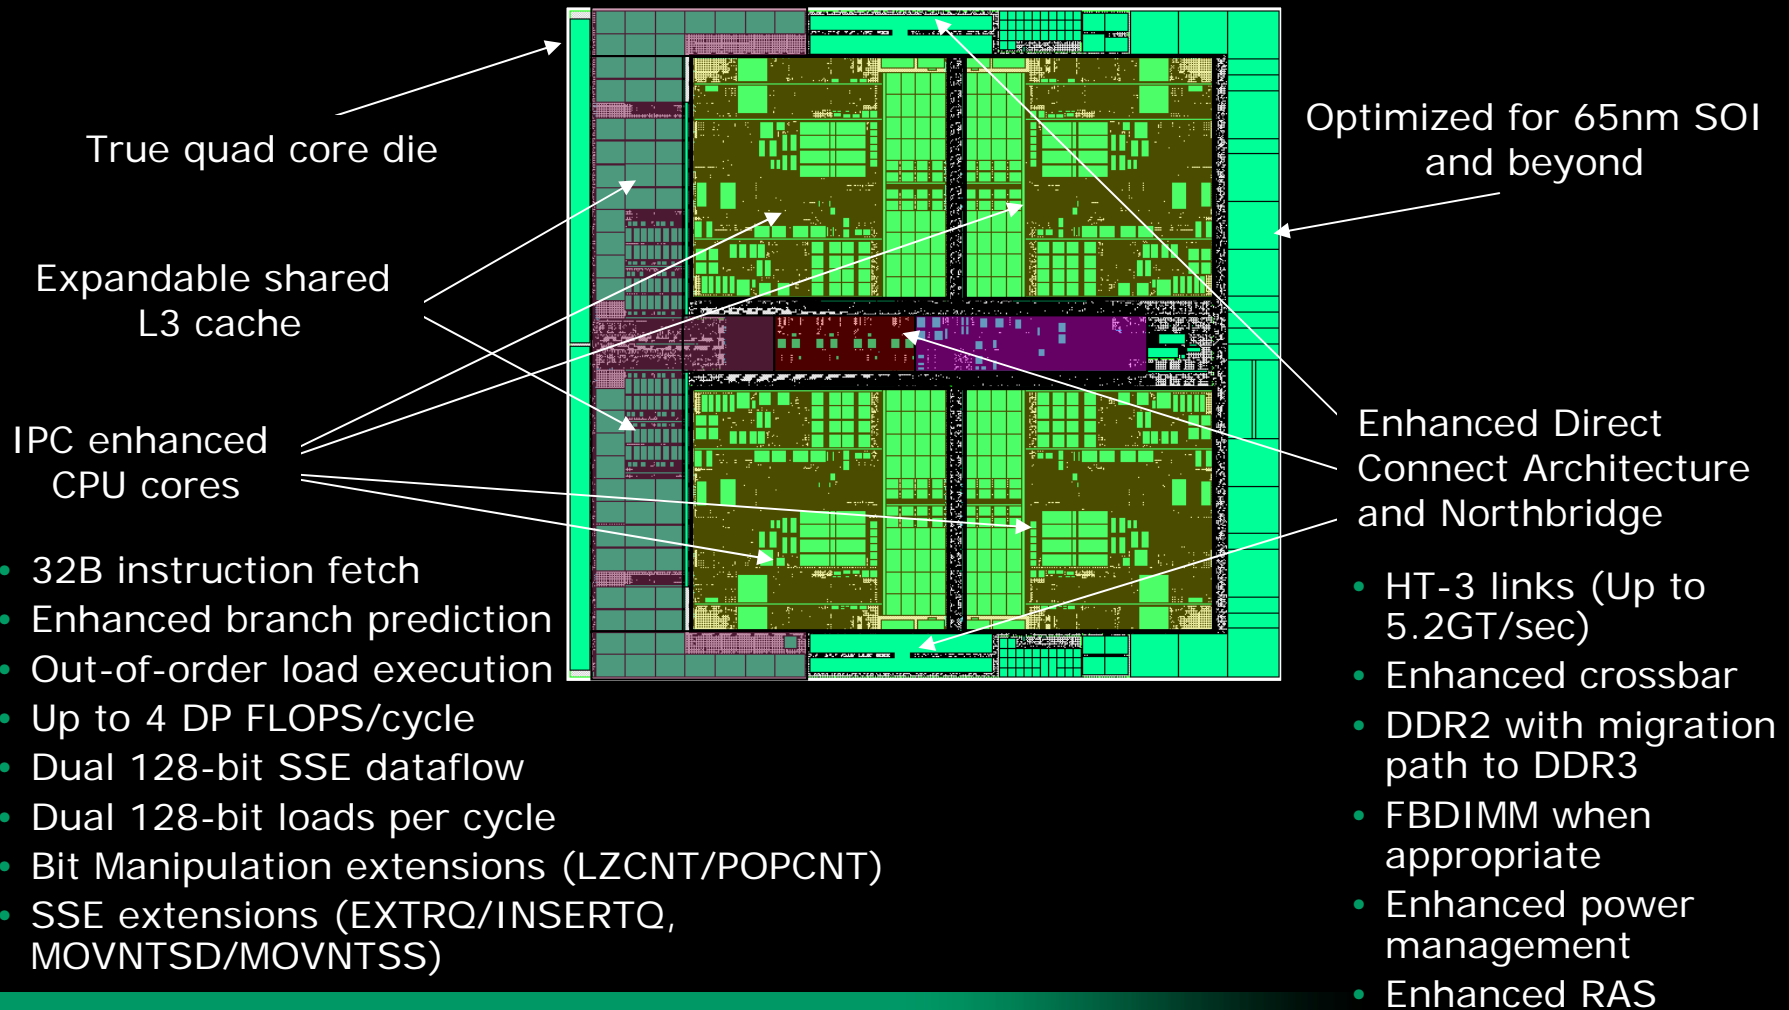 True quad core die
Expandable shared
L3 cache
IPC enhanced
CPU cores
• 32B instruction fetch
• Enhanced branch prediction
• Out-of-order load execution
• Up to 4 DP FLOPS/cycle
• Dual 128-bit SSE dataflow
• Dual 128-bit loads per cycle
• Bit Manipulation extensions (LZCNT/POPCNT)
• SSE extensions (EXTRQ/INSERTQ,
MOVNTSD/MOVNTSS)
Optimized for 65nm SOI
and beyond
Enhanced Direct
Connect Architecture
and Northbridge
• HT-3 links (Up to
5.2GT/sec)
• Enhanced crossbar
• DDR2 with migration
path to DDR3
• FBDIMM when
appropriate
• Enhanced power
management
• Enhanced RAS